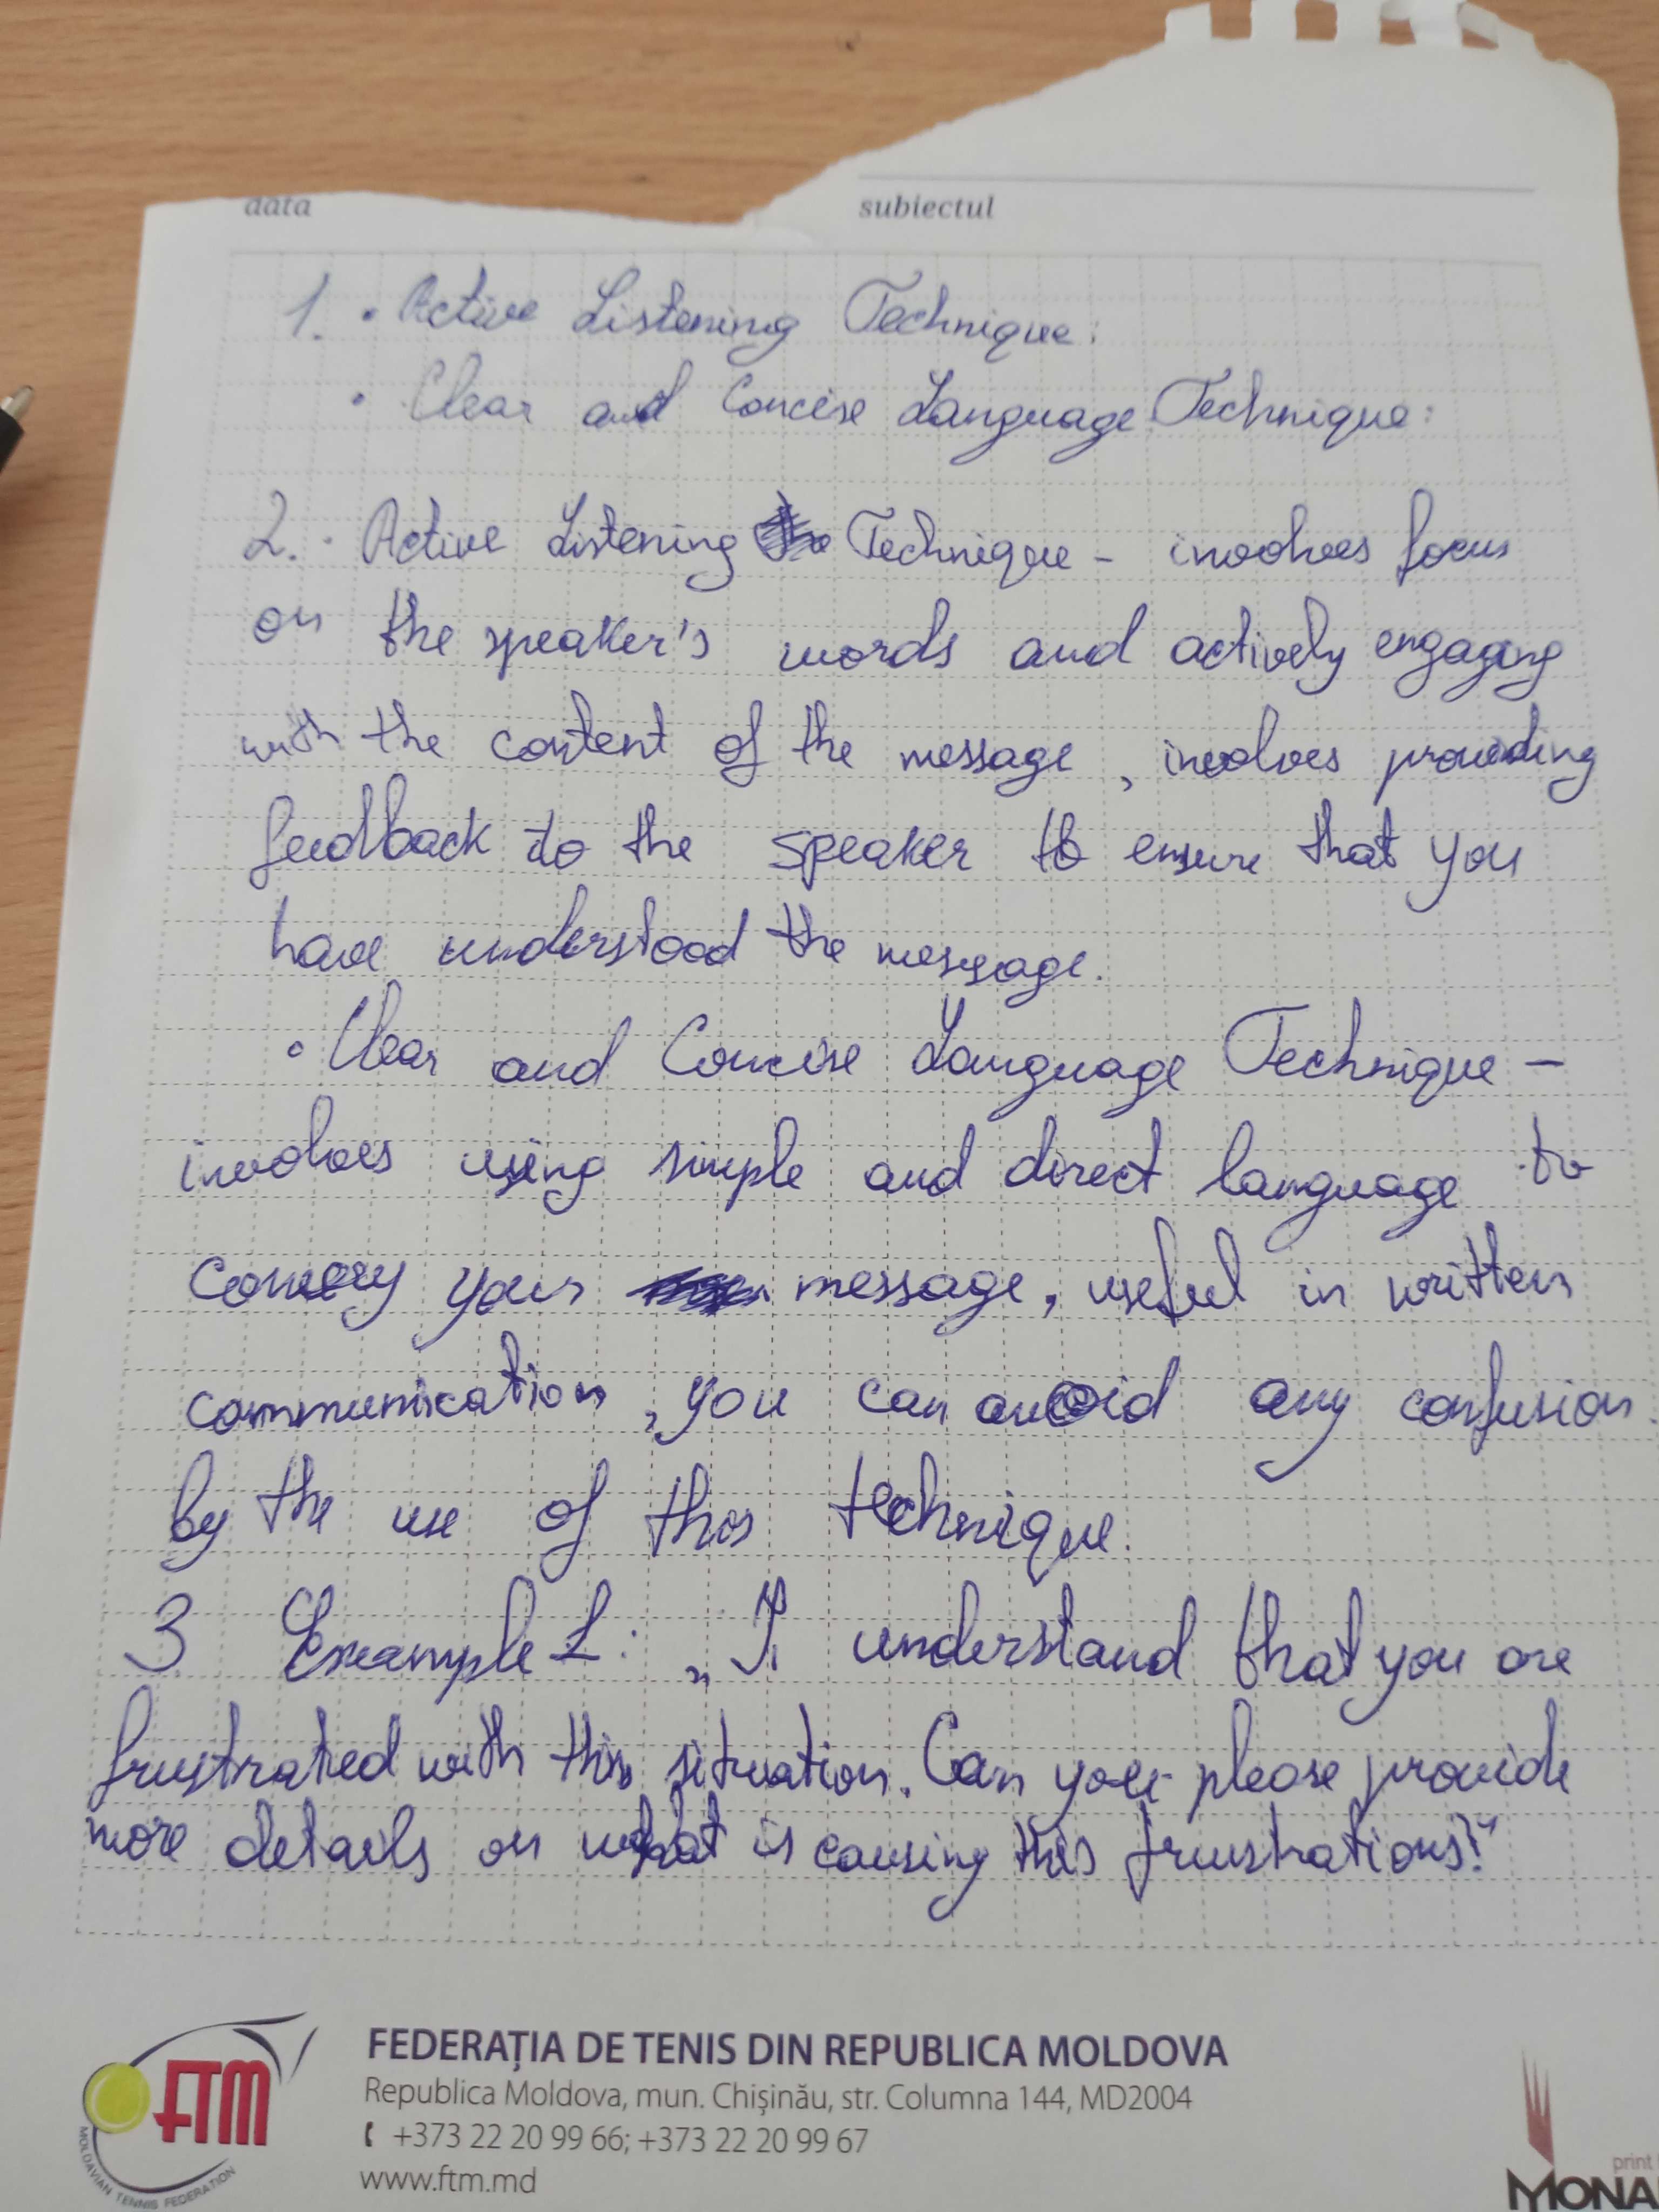 data subiectul
1. • Active Listening Technique:
• Clear and Concise Language Technique:
2. • Active Listening Technique - involves focus
on the speaker's words and actively engaging
with the content of the message, involves providing
feedback to the speaker to ensure that you
have understood the message.
• Clear and Concise Language Technique -
involves using simple and direct language to
convey your message, useful in written
communication, you can avoid any confusion
by the use of this technique.
3 Example 1: „I understand that you are
frustrated with this situation. Can you please provide
more details on what is causing this frustrations?"
FTM
MOLDAVIAN TENNIS FEDERATION
FEDERAȚIA DE TENIS DIN REPUBLICA MOLDOVA
Republica Moldova, mun. Chișinău, str. Columna 144, MD2004
+373 22 20 99 66; +373 22 20 99 67
www.ftm.md
print
MONA